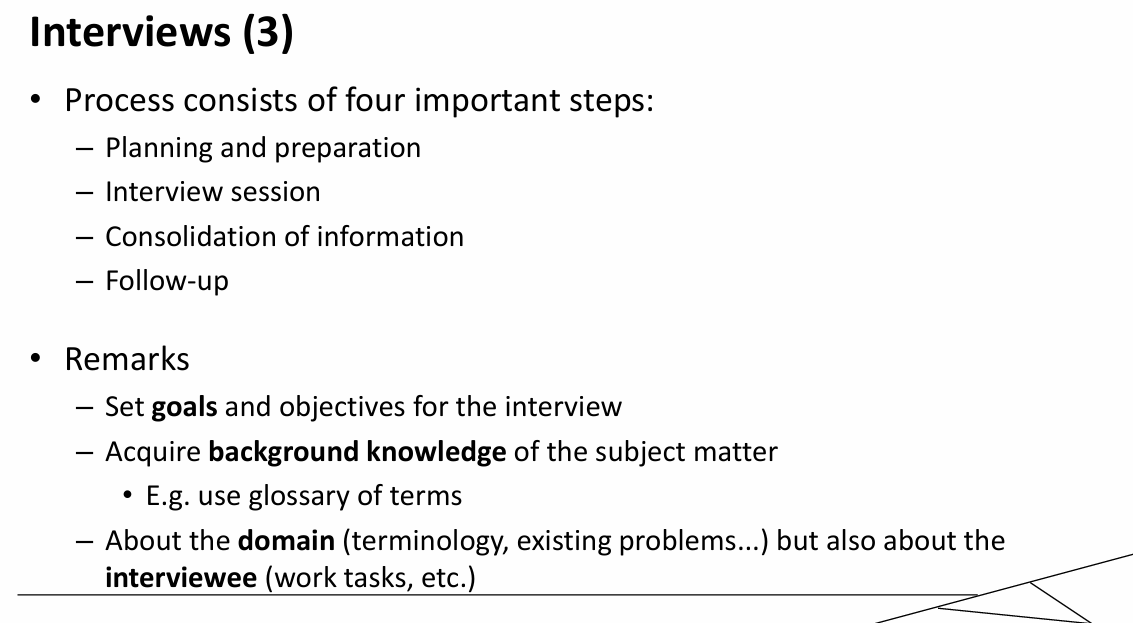 Interviews (3)
• Process consists of four important steps:
– Planning and preparation
– Interview session
– Consolidation of information
– Follow-up
• Remarks
– Set goals and objectives for the interview
– Acquire background knowledge of the subject matter
• E.g. use glossary of terms
– About the domain (terminology, existing problems...) but also about the
interviewee (work tasks, etc.)